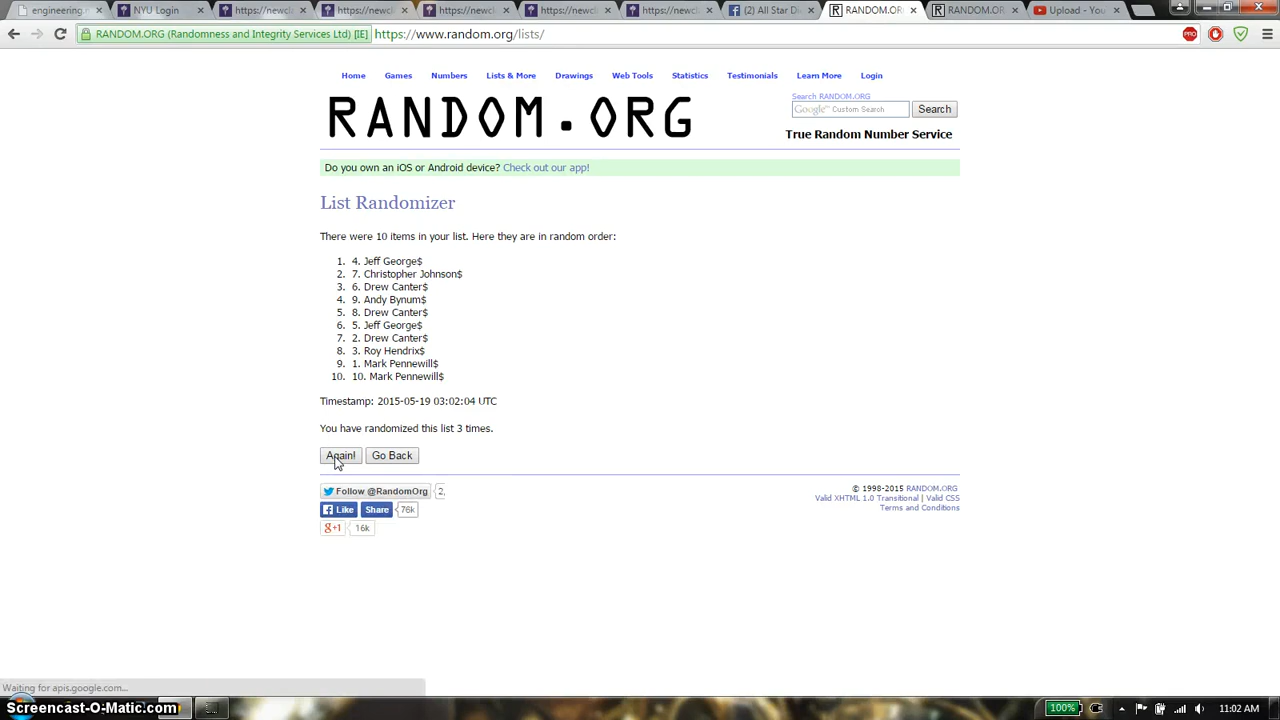 engineering.
NYU Login
https://newcl
https://newcl
https://newcl
https://newcl
https://newcl
(2) All Star D
RANDOM.OR
RANDOM.OR
Upload - You
RANDOM.ORG (Randomness and Integrity Services Ltd) [IE] https://www.random.org/lists/
PRO
Home Games Numbers Lists & More Drawings Web Tools Statistics Testimonials Learn More Login
RANDOM.ORG
Search RANDOM.ORG
Google™ Custom Search Search
True Random Number Service
Do you own an iOS or Android device? Check out our app!
List Randomizer
There were 10 items in your list. Here they are in random order:
1. 4. Jeff George$
2. 7. Christopher Johnson$
3. 6. Drew Canter$
4. 9. Andy Bynum$
5. 8. Drew Canter$
6. 5. Jeff George$
7. 2. Drew Canter$
8. 3. Roy Hendrix$
9. 1. Mark Pennewill$
10. 10. Mark Pennewill$
Timestamp: 2015-05-19 03:02:04 UTC
You have randomized this list 3 times.
Again! Go Back
Follow @RandomOrg 2,
Like Share 76k
g+1 16k
© 1998-2015 RANDOM.ORG
Valid XHTML 1.0 Transitional | Valid CSS
Terms and Conditions
Waiting for apis.google.com...
Screencast-O-Matic.com
100%
11:02 AM